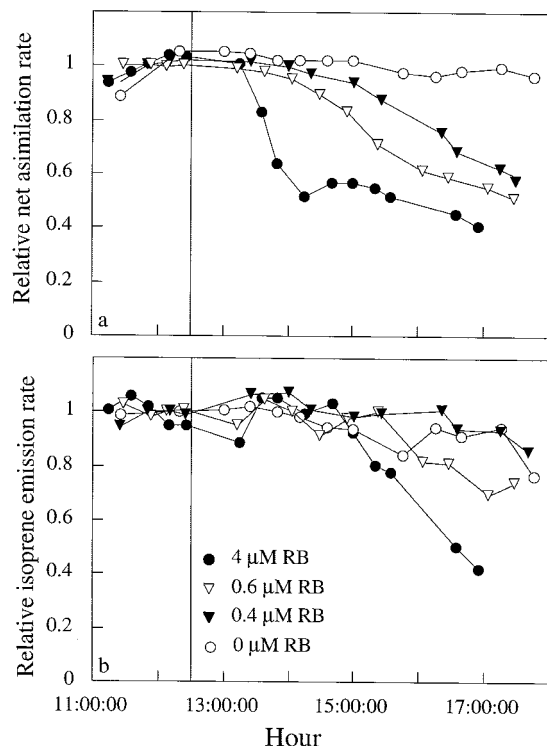 Relative net asimilation rate
1.2
1
0.8
0.6
0.4
0.2
0
a
Relative isoprene emission rate
1
0.8
0.6
0.4
0.2
0
b
4 µM RB
0.6 µM RB
0.4 µM RB
0 µM RB
11:00:00 13:00:00 15:00:00 17:00:00
Hour